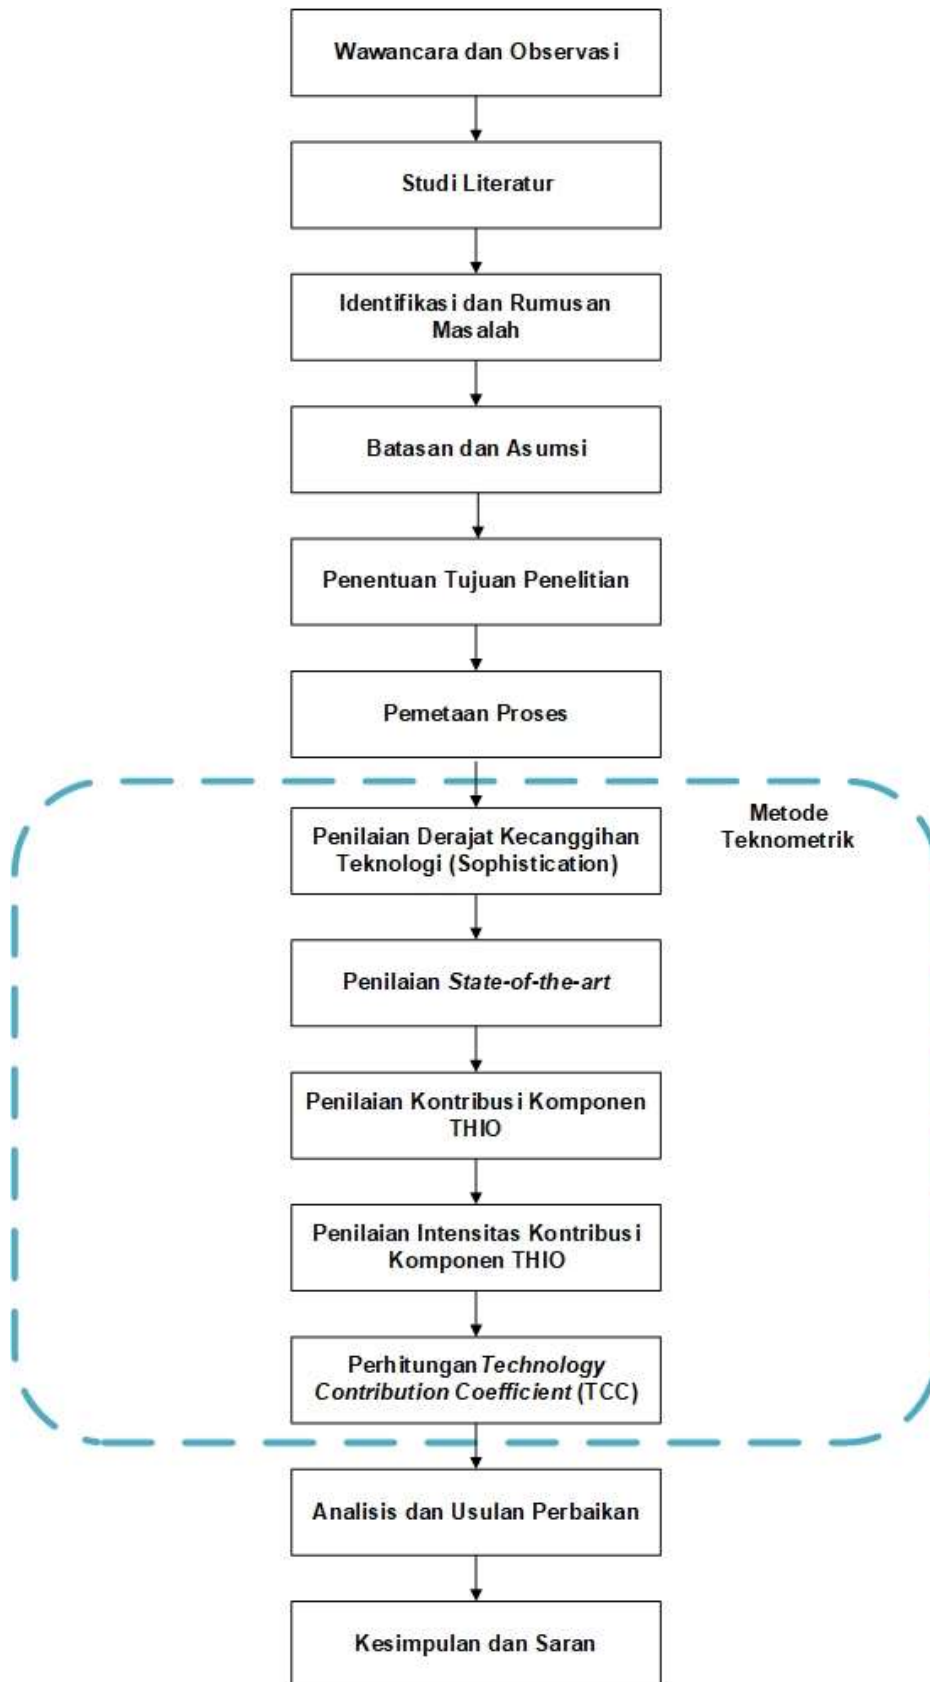 Wawancara dan Observasi
Studi Literatur
Identifikasi dan Rumusan
Masalah
Batasan dan Asumsi
Penentuan Tujuan Penelitian
Pemetaan Proses
Metode
Teknometrik
Penilaian Derajat Kecanggihan
Teknologi (Sophistication)
Penilaian State-of-the-art
Penilaian Kontribusi Komponen
THIO
Penilaian Intensitas Kontribusi
Komponen THIO
Perhitungan Technology
Contribution Coefficient (TCC)
Analisis dan Usulan Perbaikan
Kesimpulan dan Saran